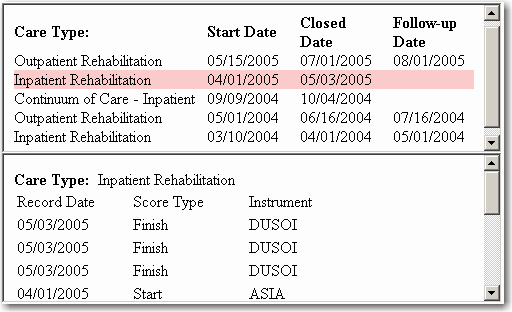 Care Type: Start Date Closed Date Follow-up Date
Outpatient Rehabilitation 05/15/2005 07/01/2005 08/01/2005
Inpatient Rehabilitation 04/01/2005 05/03/2005
Continuum of Care - Inpatient 09/09/2004 10/04/2004
Outpatient Rehabilitation 05/01/2004 06/16/2004 07/16/2004
Inpatient Rehabilitation 03/10/2004 04/01/2004 05/01/2004
Care Type: Inpatient Rehabilitation
Record Date Score Type Instrument
05/03/2005 Finish DUSOI
05/03/2005 Finish DUSOI
05/03/2005 Finish DUSOI
04/01/2005 Start ASIA